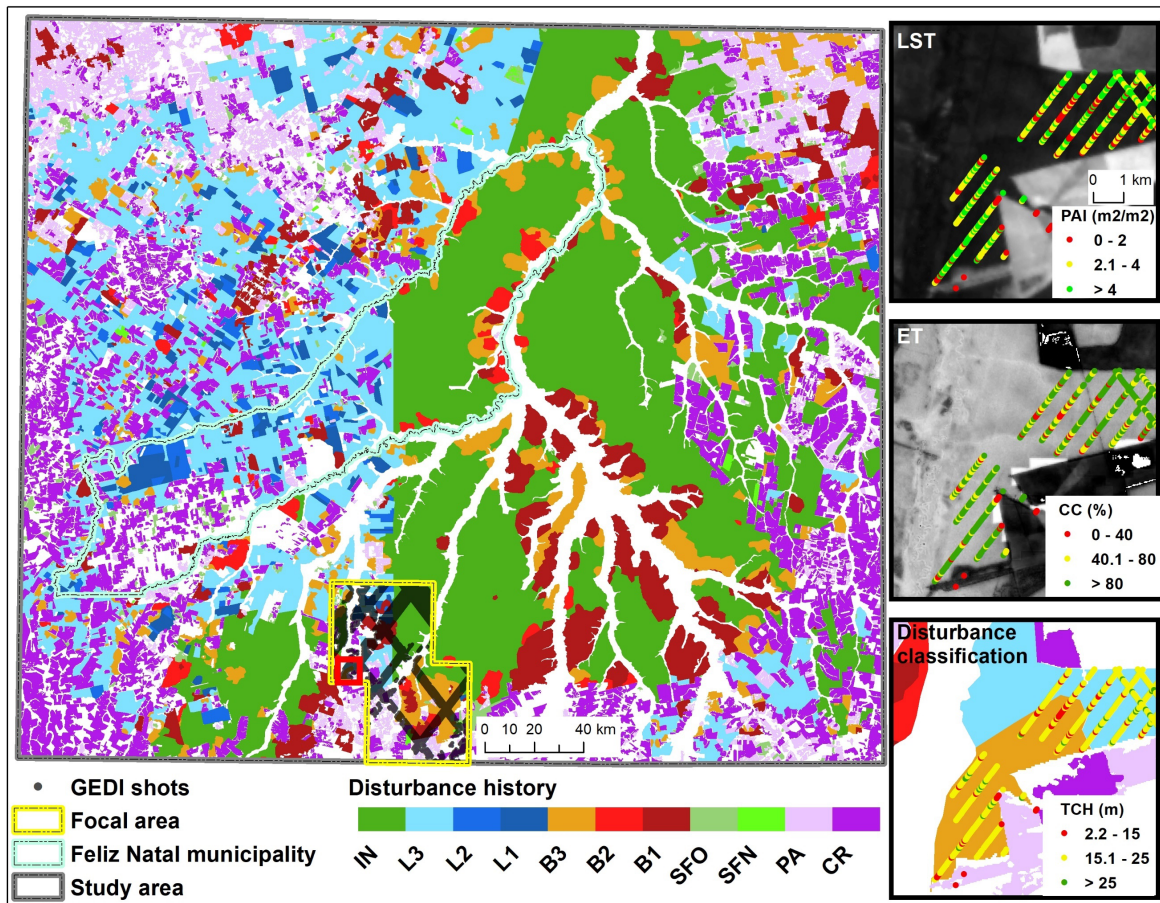 LST
0 1 km
PAI (m2/m2)
0 - 2
2.1 - 4
> 4
ET
CC (%)
0 - 40
40.1 - 80
> 80
Disturbance
classification
TCH (m)
2.2 - 15
15.1 - 25
> 25
0 10 20 40 km
GEDI shots
Focal area
Feliz Natal municipality
Study area
Disturbance history
IN L3 L2 L1 B3 B2 B1 SFO SFN PA CR